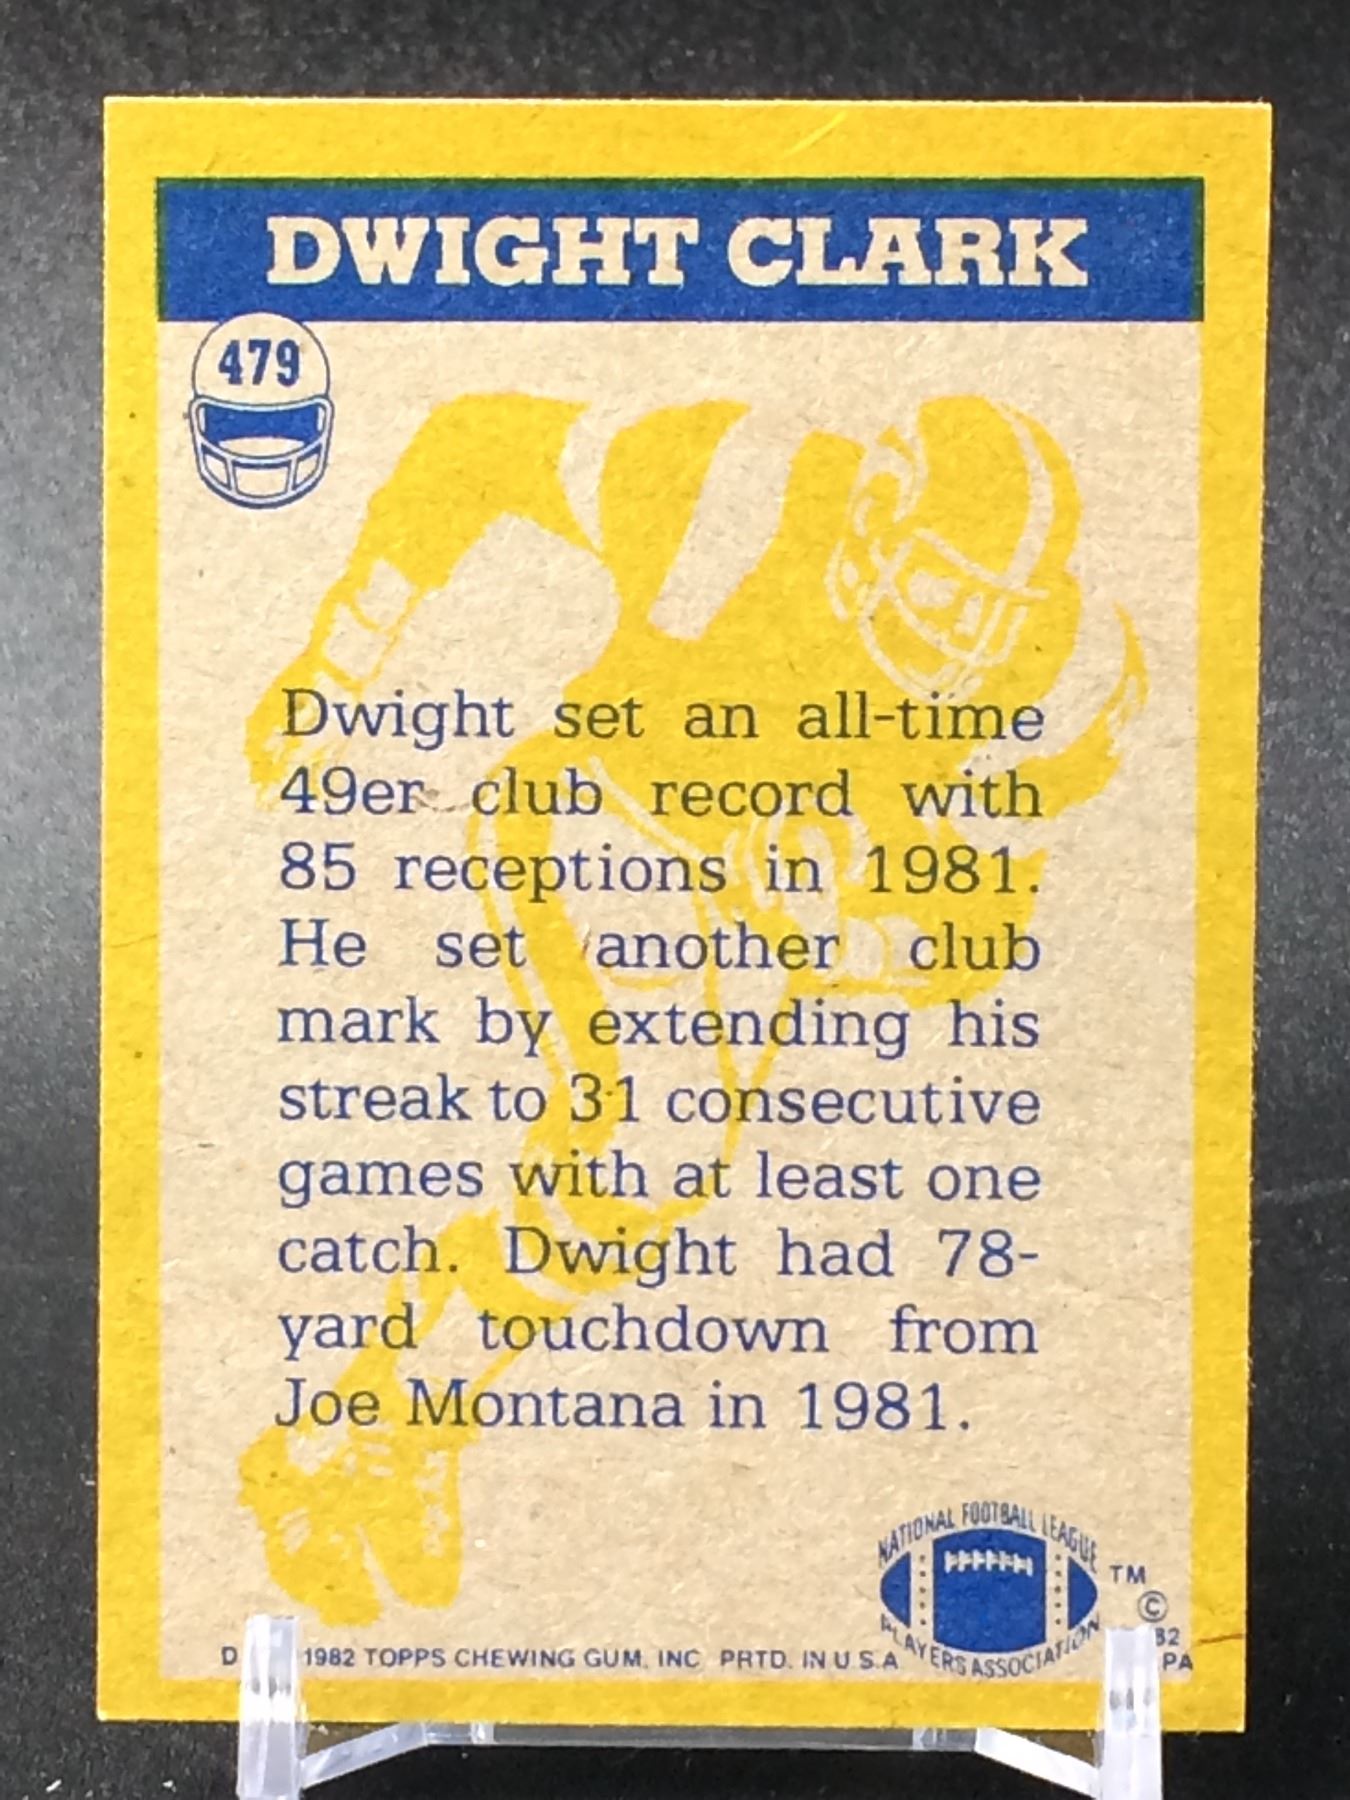 DWIGHT CLARK
479
Dwight set an all-time
49er club record with
85 receptions in 1981.
He set another club
mark by extending his
streak to 31 consecutive
games with at least one
catch. Dwight had 78-
yard touchdown from
Joe Montana in 1981.
NATIONAL FOOTBALL LEAGUE
PLAYERS ASSOCIATION
TM
©
82
PA
D 1982 TOPPS CHEWING GUM, INC PRTD. IN U.S.A